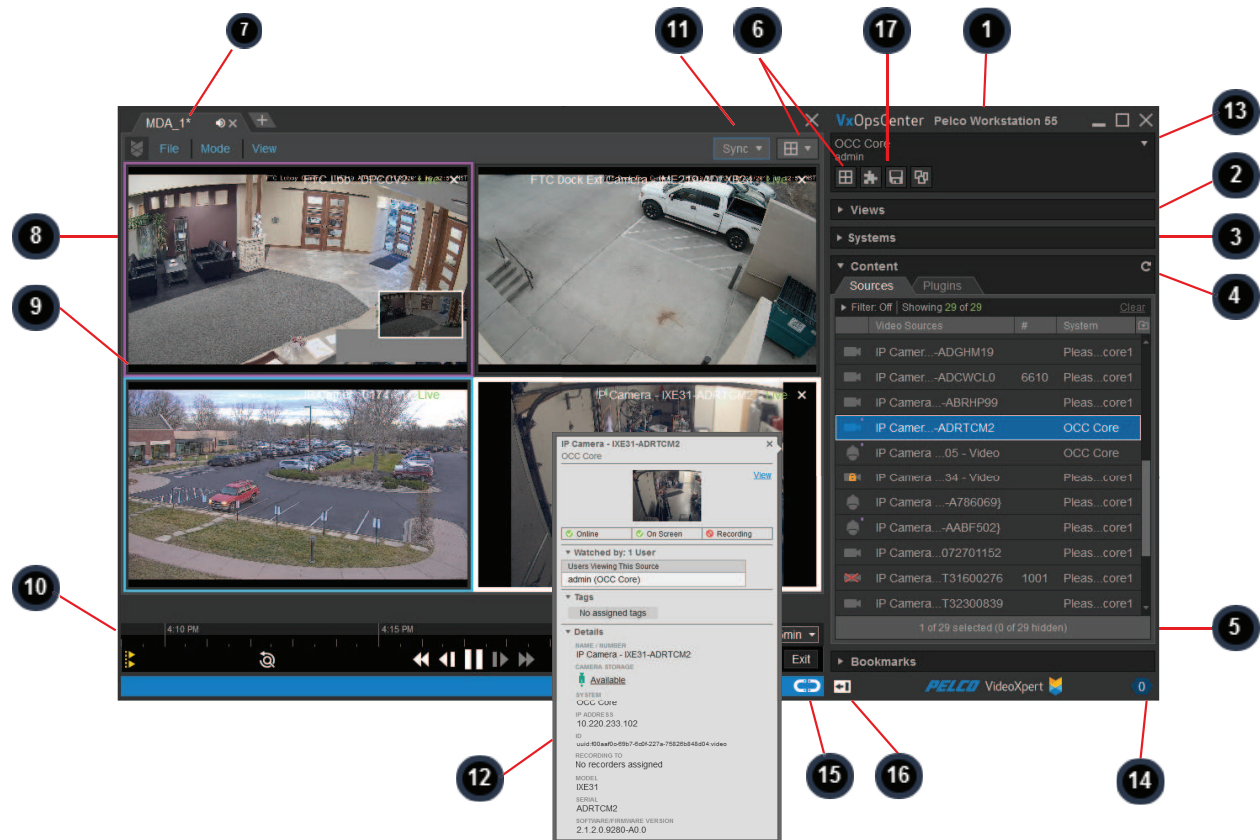 7
11
6
17
1
13
2
3
4
5
8
9
10
12
15
16
14
MDA_1*
File
Mode
View
Sync
VxOpsCenter Pelco Workstation 55
OCC Core
admin
Views
Systems
Content
Sources
Plugins
Filter: Off
Showing 29 of 29
Clear
Video Sources # System
IP Camer...-ADGHM19 Pleas...core1
IP Camer...-ADCWCL0 6610 Pleas...core1
IP Camera...-ABRHP99 Pleas...core1
IP Camer...-ADRTCM2 OCC Core
IP Camera ...05 - Video OCC Core
IP Camera ...34 - Video Pleas...core1
IP Camera ...-A786069} Pleas...core1
IP Camera ...-AABF502} Pleas...core1
IP Camera...072701152 Pleas...core1
IP Camera...T31600276 1001 Pleas...core1
IP Camera...T32300839 Pleas...core1
1 of 29 selected (0 of 29 hidden)
Bookmarks
PELCO VideoXpert
0
Live
FTC Dock Ext Camera
Live
Live
IP Camera - IXE31-ADRTCM2
Live
4:10 PM
4:15 PM
Exit
IP Camera - IXE31-ADRTCM2
OCC Core
View
Online
On Screen
Recording
Watched by: 1 User
Users Viewing This Source
admin (OCC Core)
Tags
No assigned tags
Details
NAME / NUMBER
IP Camera - IXE31-ADRTCM2
CAMERA STORAGE
Available
SYSTEM
OCC Core
IP ADDRESS
10.220.233.102
ID
RECORDING TO
No recorders assigned
MODEL
IXE31
SERIAL
ADRTCM2
SOFTWARE/FIRMWARE VERSION
2.1.2.0.9280-A0.0